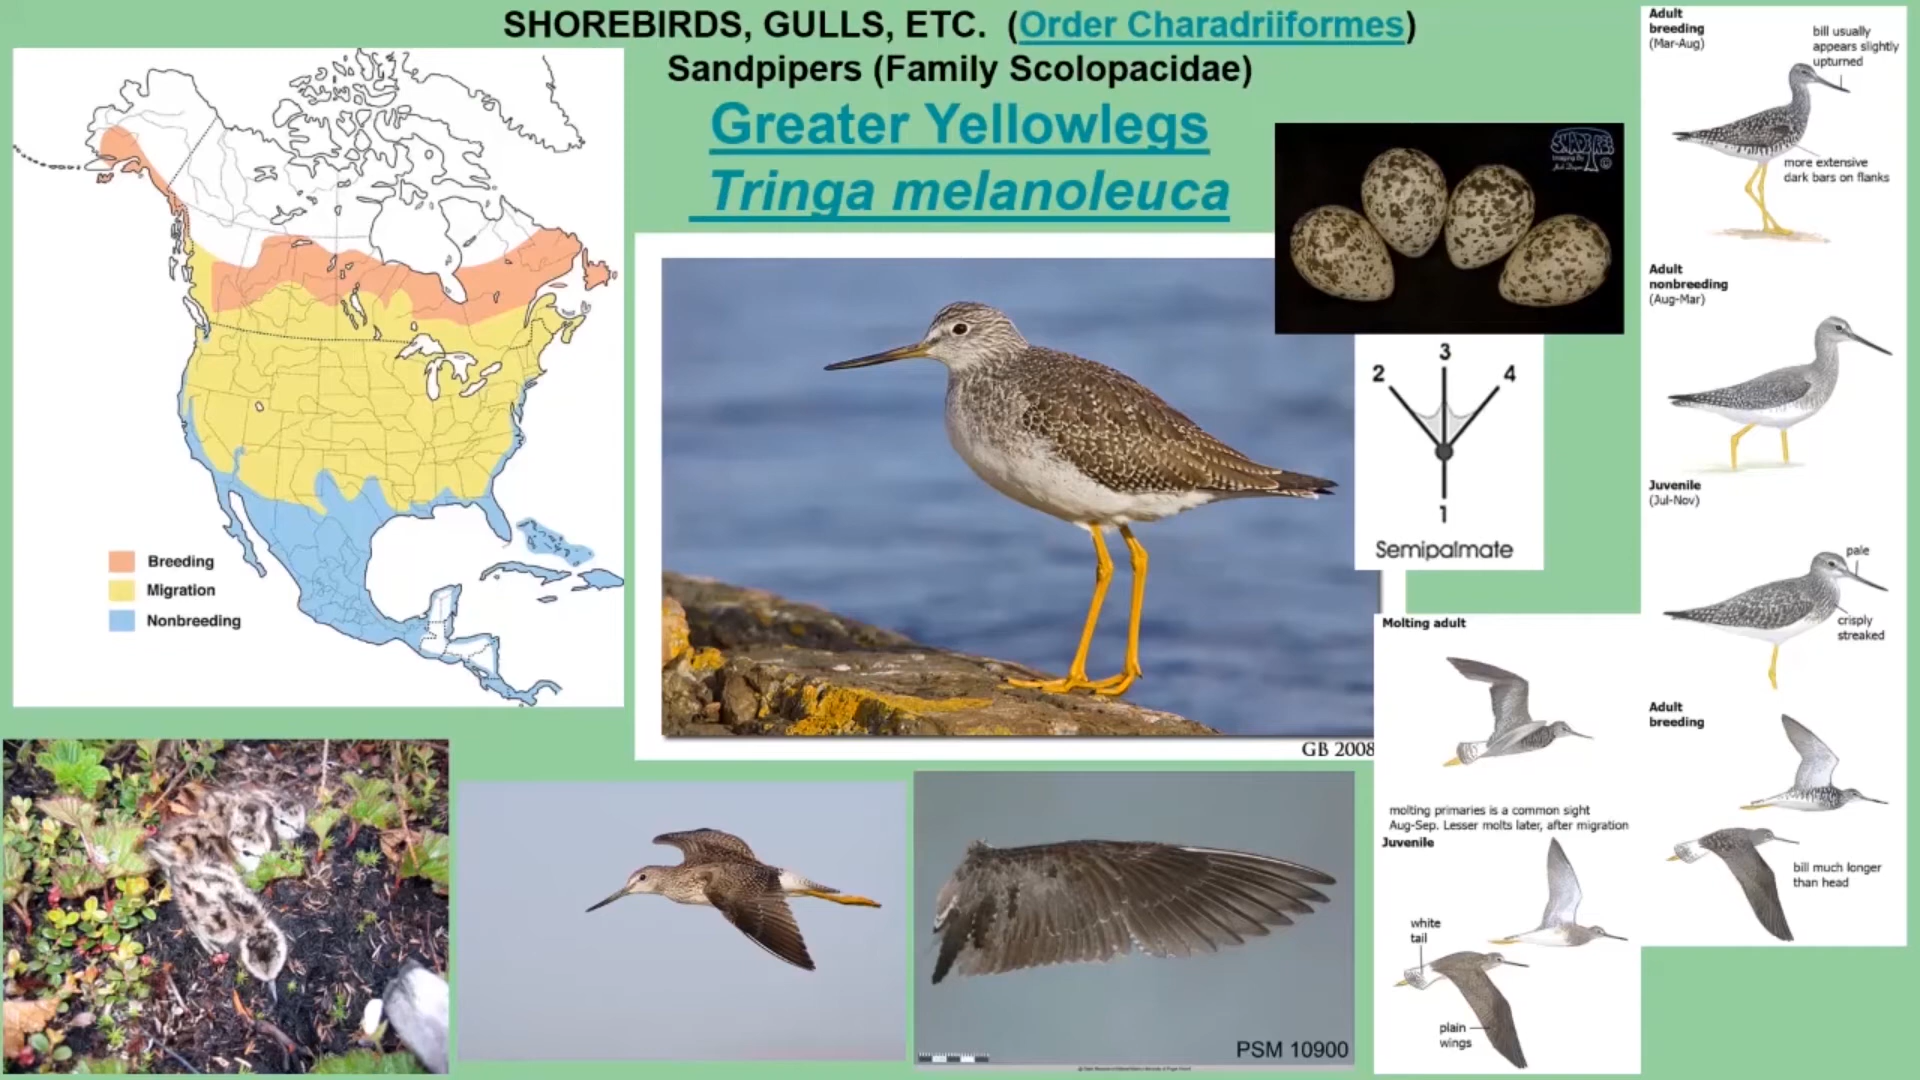 SHOREBIRDS, GULLS, ETC. (Order Charadriiformes)
Sandpipers (Family Scolopacidae)
Greater Yellowlegs
Tringa melanoleuca
Breeding
Migration
Nonbreeding
GB 2008
Imaging By
©
2
3
4
1
Semipalmate
PSM 10900
Adult
breeding
(Mar-Aug)
bill usually
appears slightly
upturned
more extensive
dark bars on flanks
Adult
nonbreeding
(Aug-Mar)
Juvenile
(Jul-Nov)
pale
crisply
streaked
Adult
breeding
bill much longer
than head
Molting adult
molting primaries is a common sight
Aug-Sep. Lesser molts later, after migration
Juvenile
white
tail
plain
wings